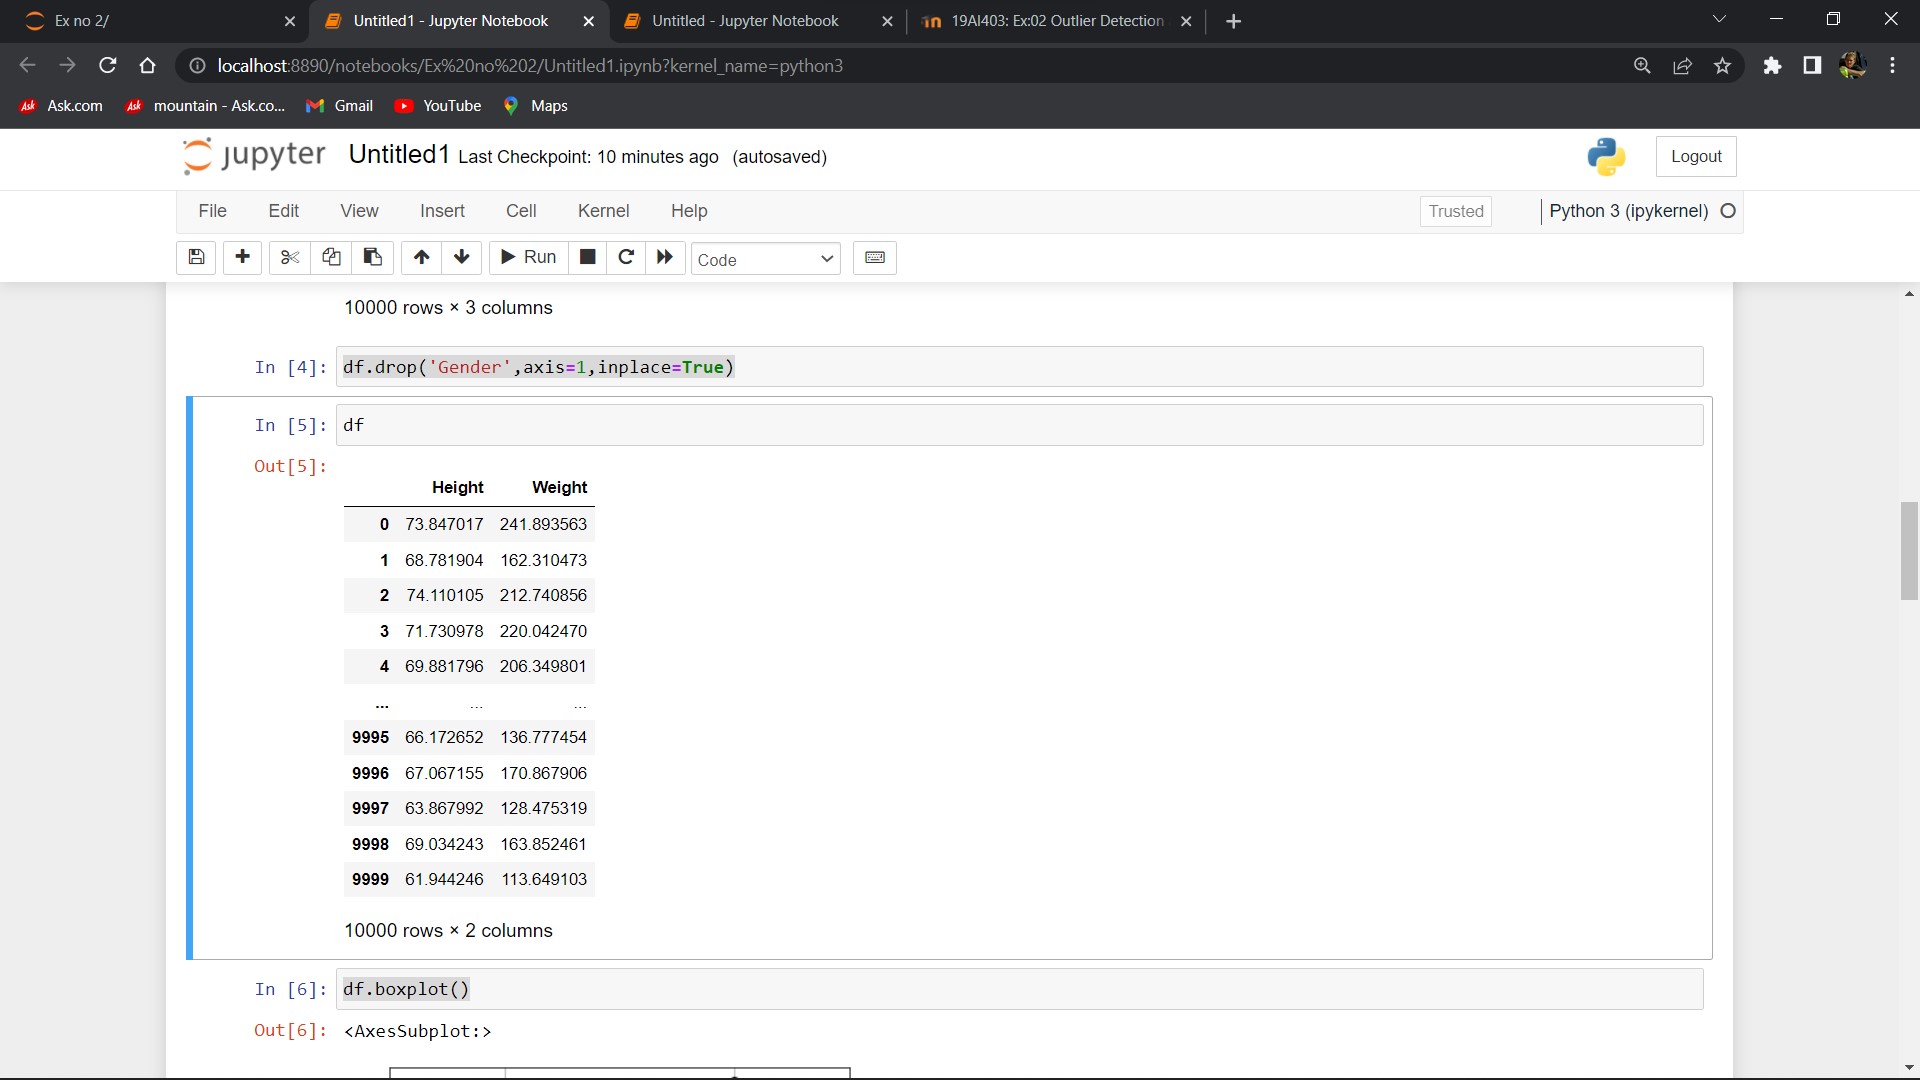 Ex no 2/
Untitled1 - Jupyter Notebook
Untitled - Jupyter Notebook
19AI403: Ex:02 Outlier Detection
localhost:8890/notebooks/Ex%20no%202/Untitled1.ipynb?kernel_name=python3
Ask Ask.com
Ask mountain - Ask.co...
Gmail
YouTube
Maps
jupyter Untitled1 Last Checkpoint: 10 minutes ago (autosaved)
Logout
File Edit View Insert Cell Kernel Help
Trusted
Python 3 (ipykernel)
Run
Code
10000 rows × 3 columns
In [4]: df.drop('Gender',axis=1,inplace=True)
In [5]: df
Out[5]:
Height Weight
0 73.847017 241.893563
1 68.781904 162.310473
2 74.110105 212.740856
3 71.730978 220.042470
4 69.881796 206.349801
... ... ...
9995 66.172652 136.777454
9996 67.067155 170.867906
9997 63.867992 128.475319
9998 69.034243 163.852461
9999 61.944246 113.649103
10000 rows × 2 columns
In [6]: df.boxplot()
Out[6]: <AxesSubplot:>